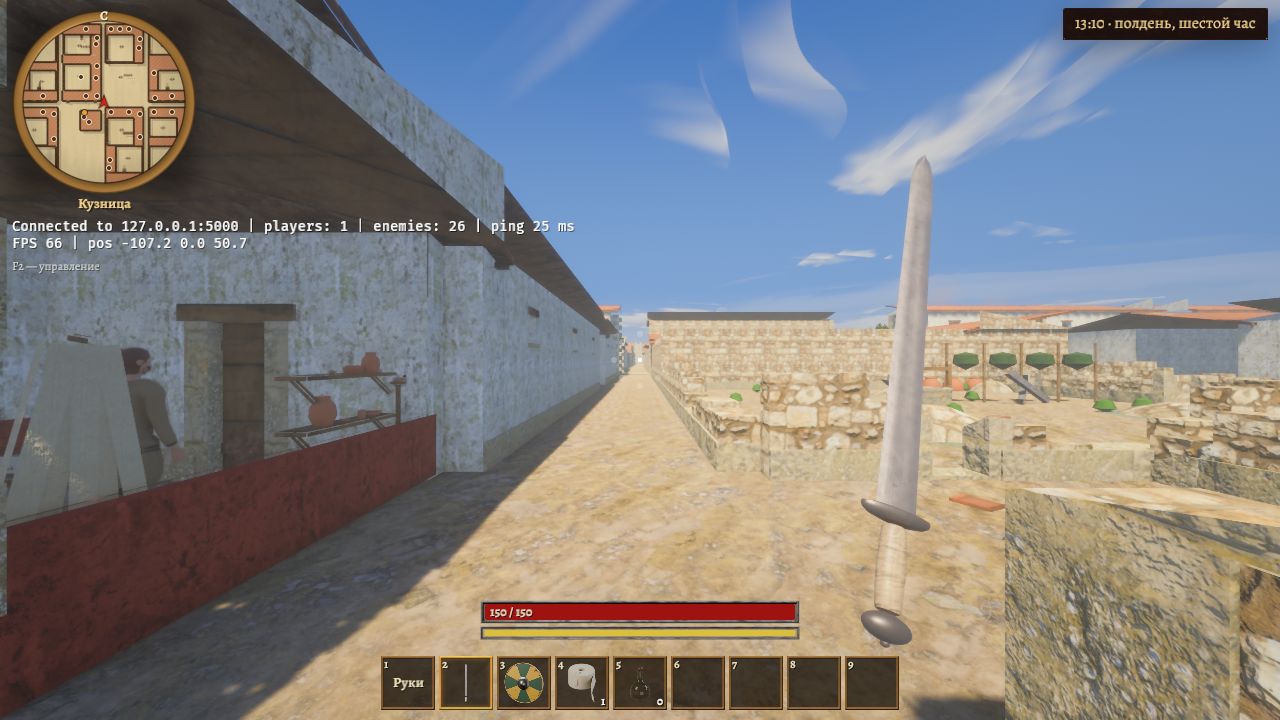 С
13:10 · полдень, шестой час
Кузница
Connected to 127.0.0.1:5000 | players: 1 | enemies: 26 | ping 25 ms
FPS 66 | pos -107.2 0.0 50.7
F2 — управление
150 / 150
1 2 3 4 5 6 7 8 9
Руки
1 0